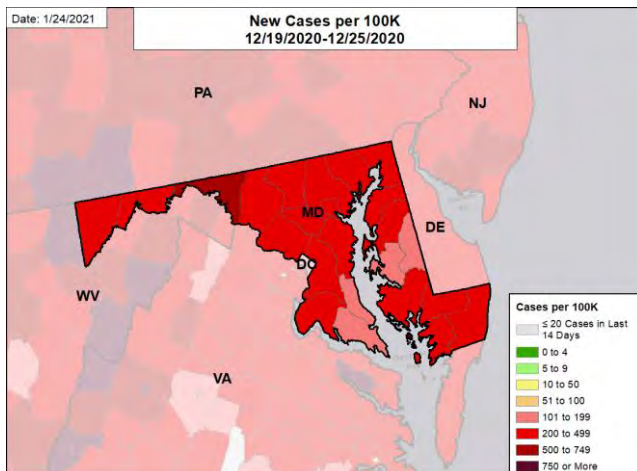 Date: 1/24/2021
New Cases per 100K
12/19/2020-12/25/2020
PA
NJ
MD
DE
DC
WV
VA
Cases per 100K
≤ 20 Cases in Last
14 Days
0 to 4
5 to 9
10 to 50
51 to 100
101 to 199
200 to 499
500 to 749
750 or More